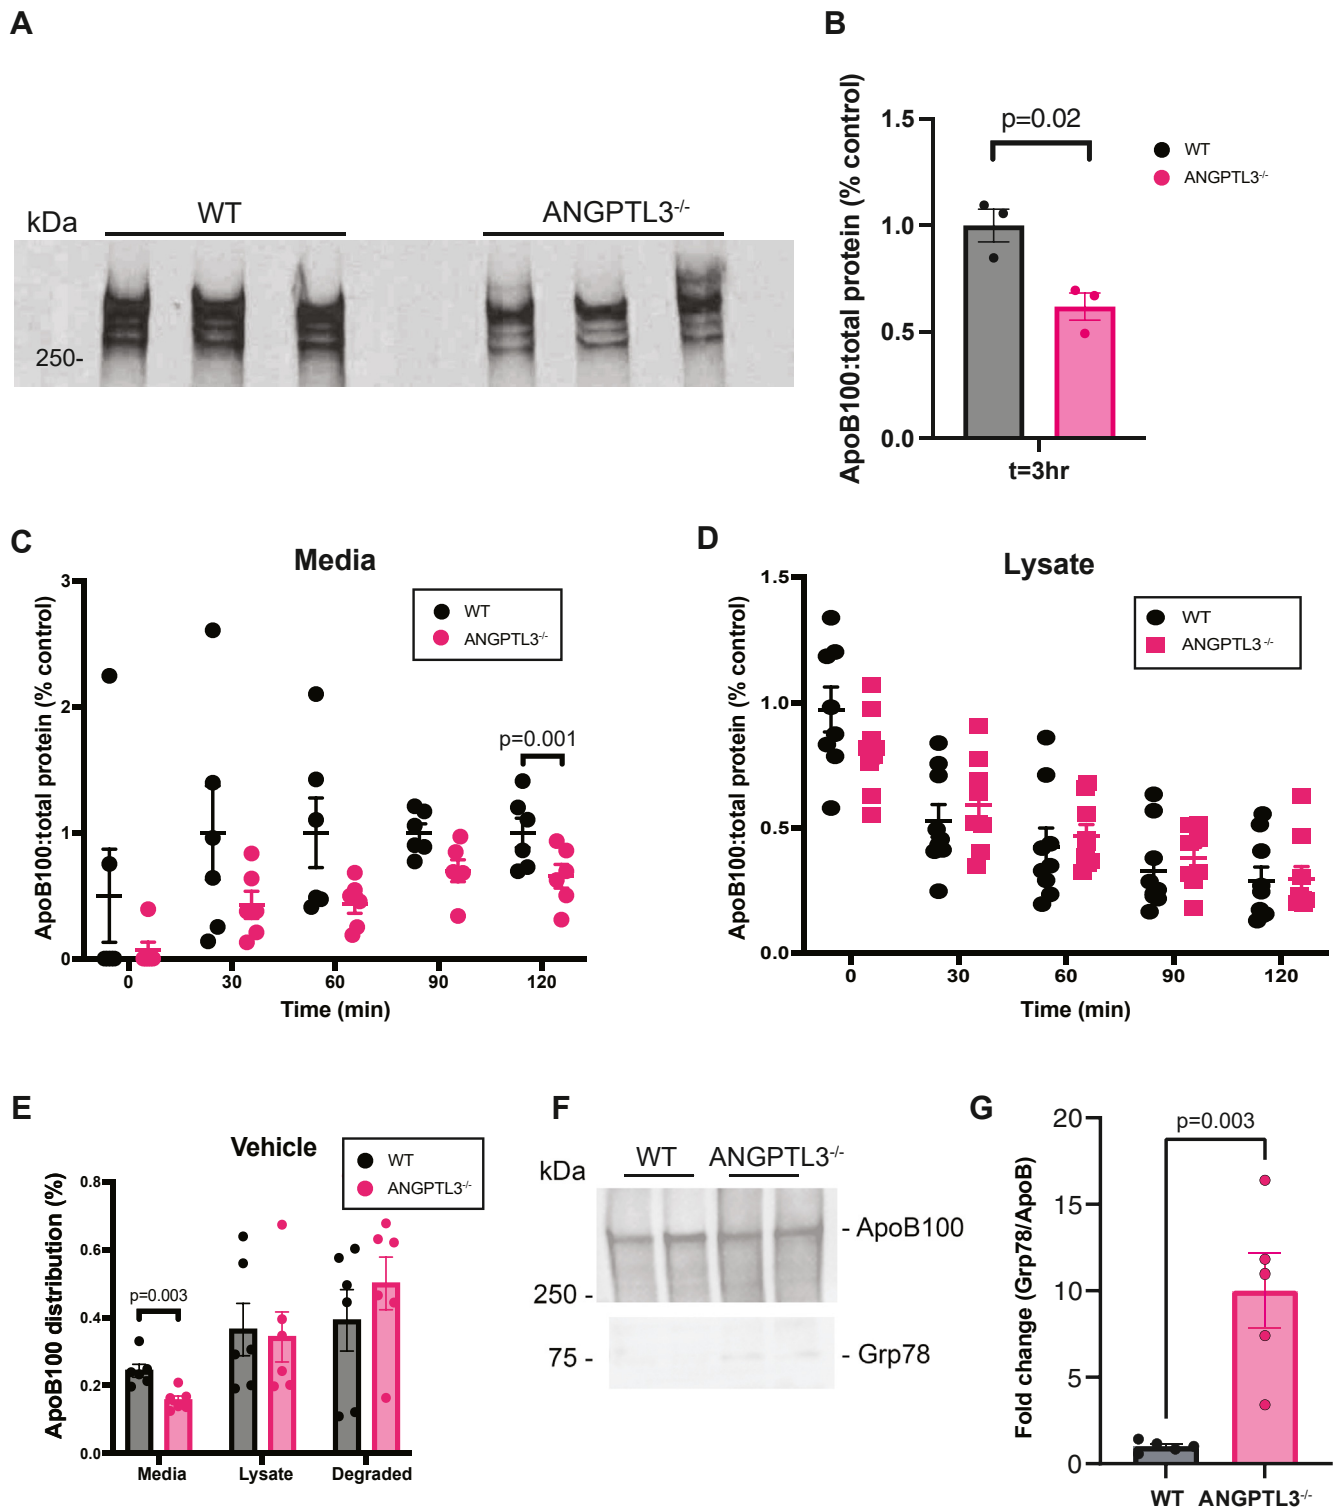 A
kDa
WT
ANGPTL3-/-
250-
B
ApoB100:total protein (% control)
1.5
1.0
0.5
0.0
p=0.02
t=3hr
WT
ANGPTL3-/-
C
Media
ApoB100:total protein (% control)
3
2
1
0
WT
ANGPTL3-/-
p=0.001
0 30 60 90 120
Time (min)
D
Lysate
ApoB100:total protein (% control)
1.5
1.0
0.5
0.0
WT
ANGPTL3-/-
0 30 60 90 120
Time (min)
E
Vehicle
ApoB100 distribution (%)
0.8
0.6
0.4
0.2
0.0
WT
ANGPTL3-/-
p=0.003
Media Lysate Degraded
F
kDa
WT ANGPTL3-/-
- ApoB100
250 -
75 -
- Grp78
G
Fold change (Grp78/ApoB)
20
15
10
5
0
p=0.003
WT ANGPTL3-/-